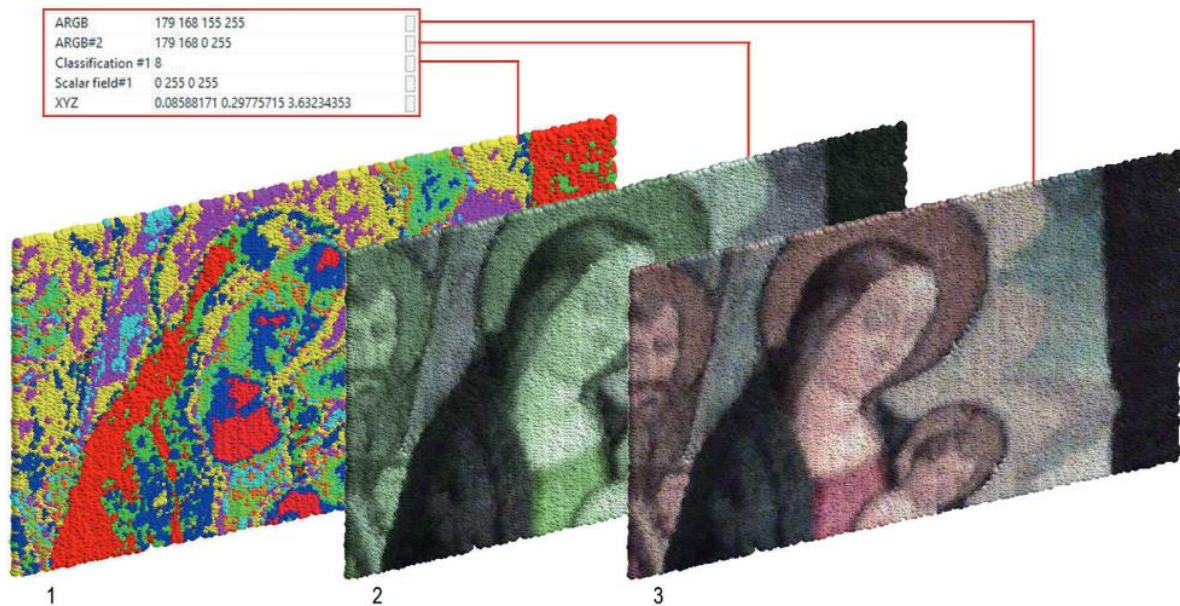 ARGB 179 168 155 255
ARGB#2 179 168 0 255
Classification #1 8
Scalar field#1 0 255 0 255
XYZ 0.08588171 0.29775715 3.63234353
1 2 3